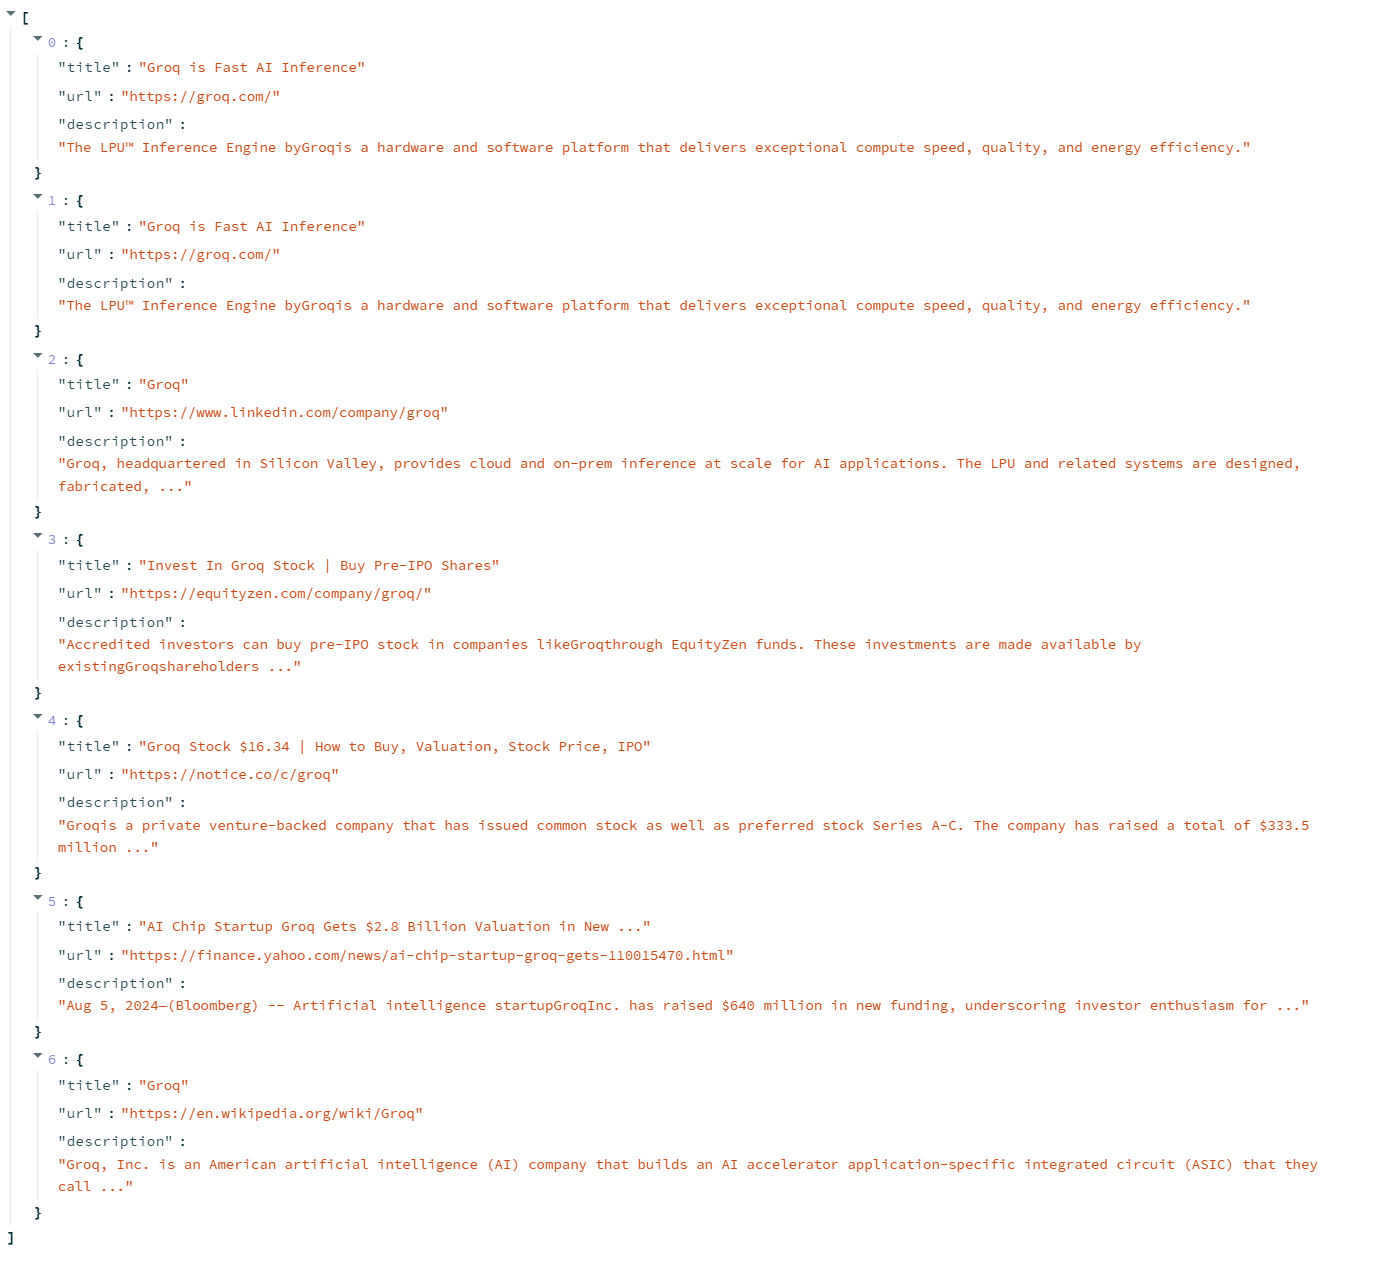 [
0 : {
"title" : "Groq is Fast AI Inference"
"url" : "https://groq.com/"
"description" :
"The LPU™ Inference Engine byGroqis a hardware and software platform that delivers exceptional compute speed, quality, and energy efficiency."
}
1 : {
"title" : "Groq is Fast AI Inference"
"url" : "https://groq.com/"
"description" :
"The LPU™ Inference Engine byGroqis a hardware and software platform that delivers exceptional compute speed, quality, and energy efficiency."
}
2 : {
"title" : "Groq"
"url" : "https://www.linkedin.com/company/groq"
"description" :
"Groq, headquartered in Silicon Valley, provides cloud and on-prem inference at scale for AI applications. The LPU and related systems are designed,
fabricated, ..."
}
3 : {
"title" : "Invest In Groq Stock | Buy Pre-IPO Shares"
"url" : "https://equityzen.com/company/groq/"
"description" :
"Accredited investors can buy pre-IPO stock in companies likeGroqthrough EquityZen funds. These investments are made available by
existingGroqshareholders ..."
}
4 : {
"title" : "Groq Stock $16.34 | How to Buy, Valuation, Stock Price, IPO"
"url" : "https://notice.co/c/groq"
"description" :
"Groqis a private venture-backed company that has issued common stock as well as preferred stock Series A-C. The company has raised a total of $333.5
million ..."
}
5 : {
"title" : "AI Chip Startup Groq Gets $2.8 Billion Valuation in New ..."
"url" : "https://finance.yahoo.com/news/ai-chip-startup-groq-gets-110015470.html"
"description" :
"Aug 5, 2024—(Bloomberg) -- Artificial intelligence startupGroqInc. has raised $640 million in new funding, underscoring investor enthusiasm for ..."
}
6 : {
"title" : "Groq"
"url" : "https://en.wikipedia.org/wiki/Groq"
"description" :
"Groq, Inc. is an American artificial intelligence (AI) company that builds an AI accelerator application-specific integrated circuit (ASIC) that they
call ..."
}
]